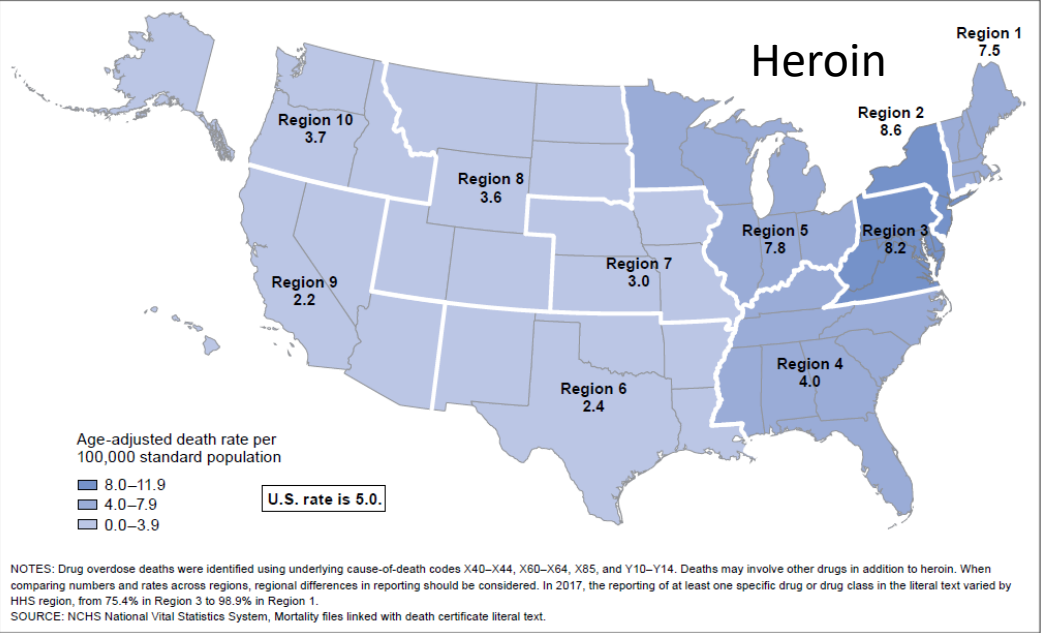 Heroin
Region 1
7.5
Region 2
8.6
Region 10
3.7
Region 8
3.6
Region 5
7.8
Region 3
8.2
Region 7
3.0
Region 9
2.2
Region 4
4.0
Region 6
2.4
Age-adjusted death rate per
100,000 standard population
8.0–11.9
4.0–7.9
0.0–3.9
U.S. rate is 5.0.
NOTES: Drug overdose deaths were identified using underlying cause-of-death codes X40–X44, X60–X64, X85, and Y10–Y14. Deaths may involve other drugs in addition to heroin. When
comparing numbers and rates across regions, regional differences in reporting should be considered. In 2017, the reporting of at least one specific drug or drug class in the literal text varied by
HHS region, from 75.4% in Region 3 to 98.9% in Region 1.
SOURCE: NCHS National Vital Statistics System, Mortality files linked with death certificate literal text.